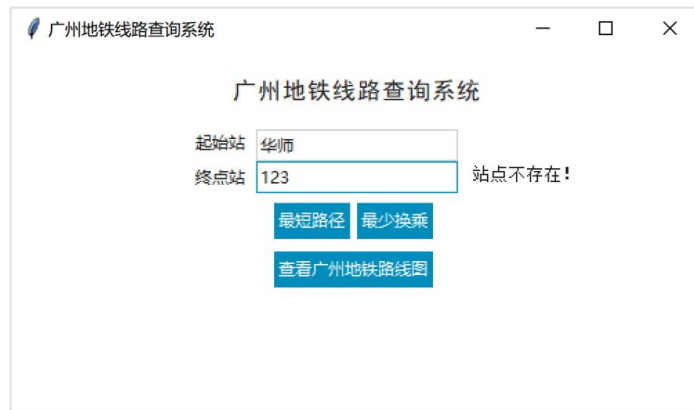 广州地铁线路查询系统
广州地铁线路查询系统
起始站 华师
终点站 123 站点不存在!
最短路径 最少换乘
查看广州地铁路线图